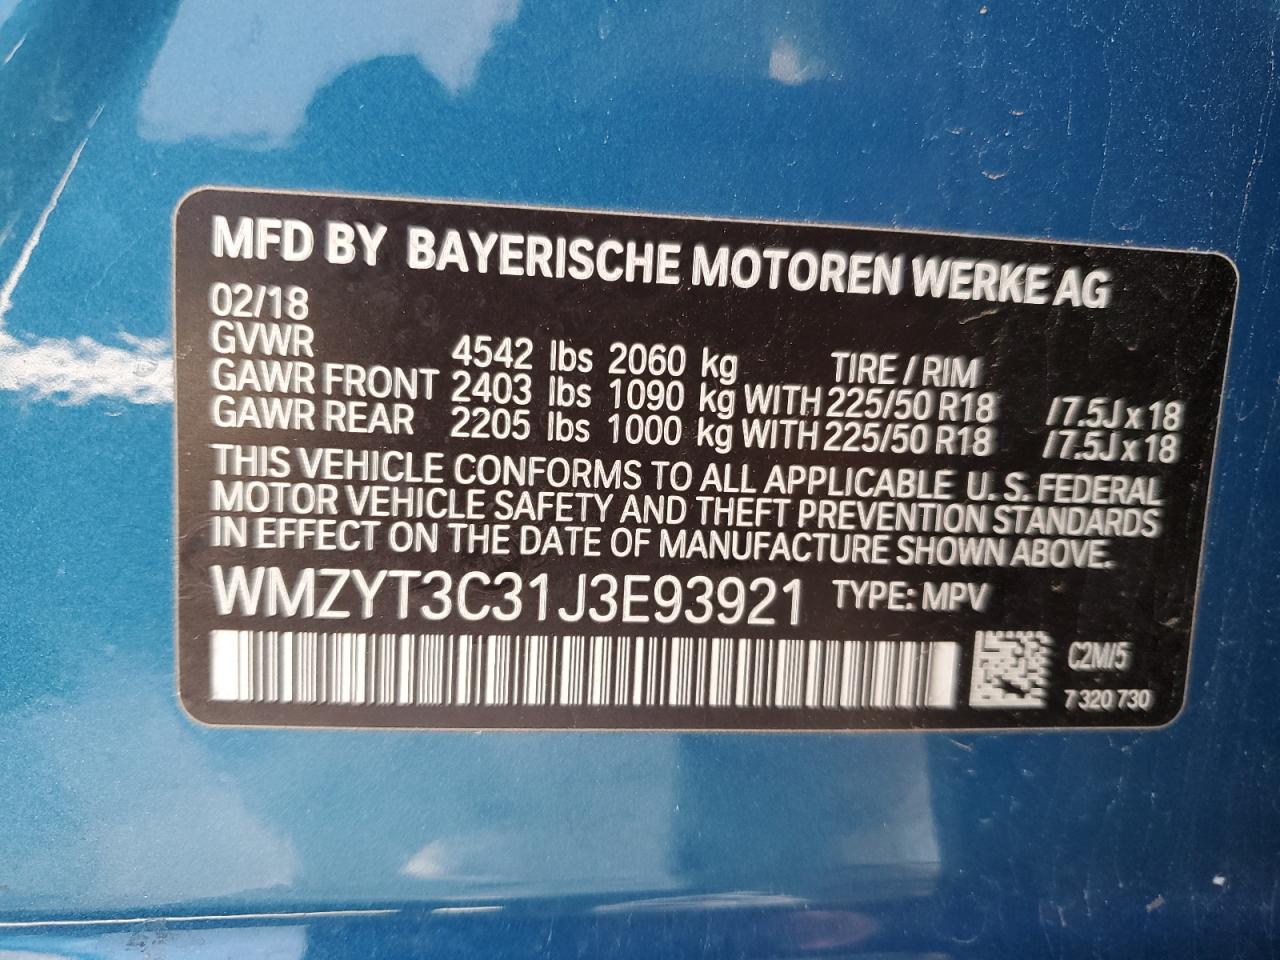 MFD BY BAYERISCHE MOTOREN WERKE AG
02/18
GVWR 4542 lbs 2060 kg TIRE / RIM
GAWR FRONT 2403 lbs 1090 kg WITH 225/50 R18 /7.5J x 18
GAWR REAR 2205 lbs 1000 kg WITH 225/50 R18 /7.5J x 18
THIS VEHICLE CONFORMS TO ALL APPLICABLE U. S. FEDERAL
MOTOR VEHICLE SAFETY AND THEFT PREVENTION STANDARDS
IN EFFECT ON THE DATE OF MANUFACTURE SHOWN ABOVE.
WMZYT3C31J3E93921 TYPE: MPV
C2M/5
7 320 730